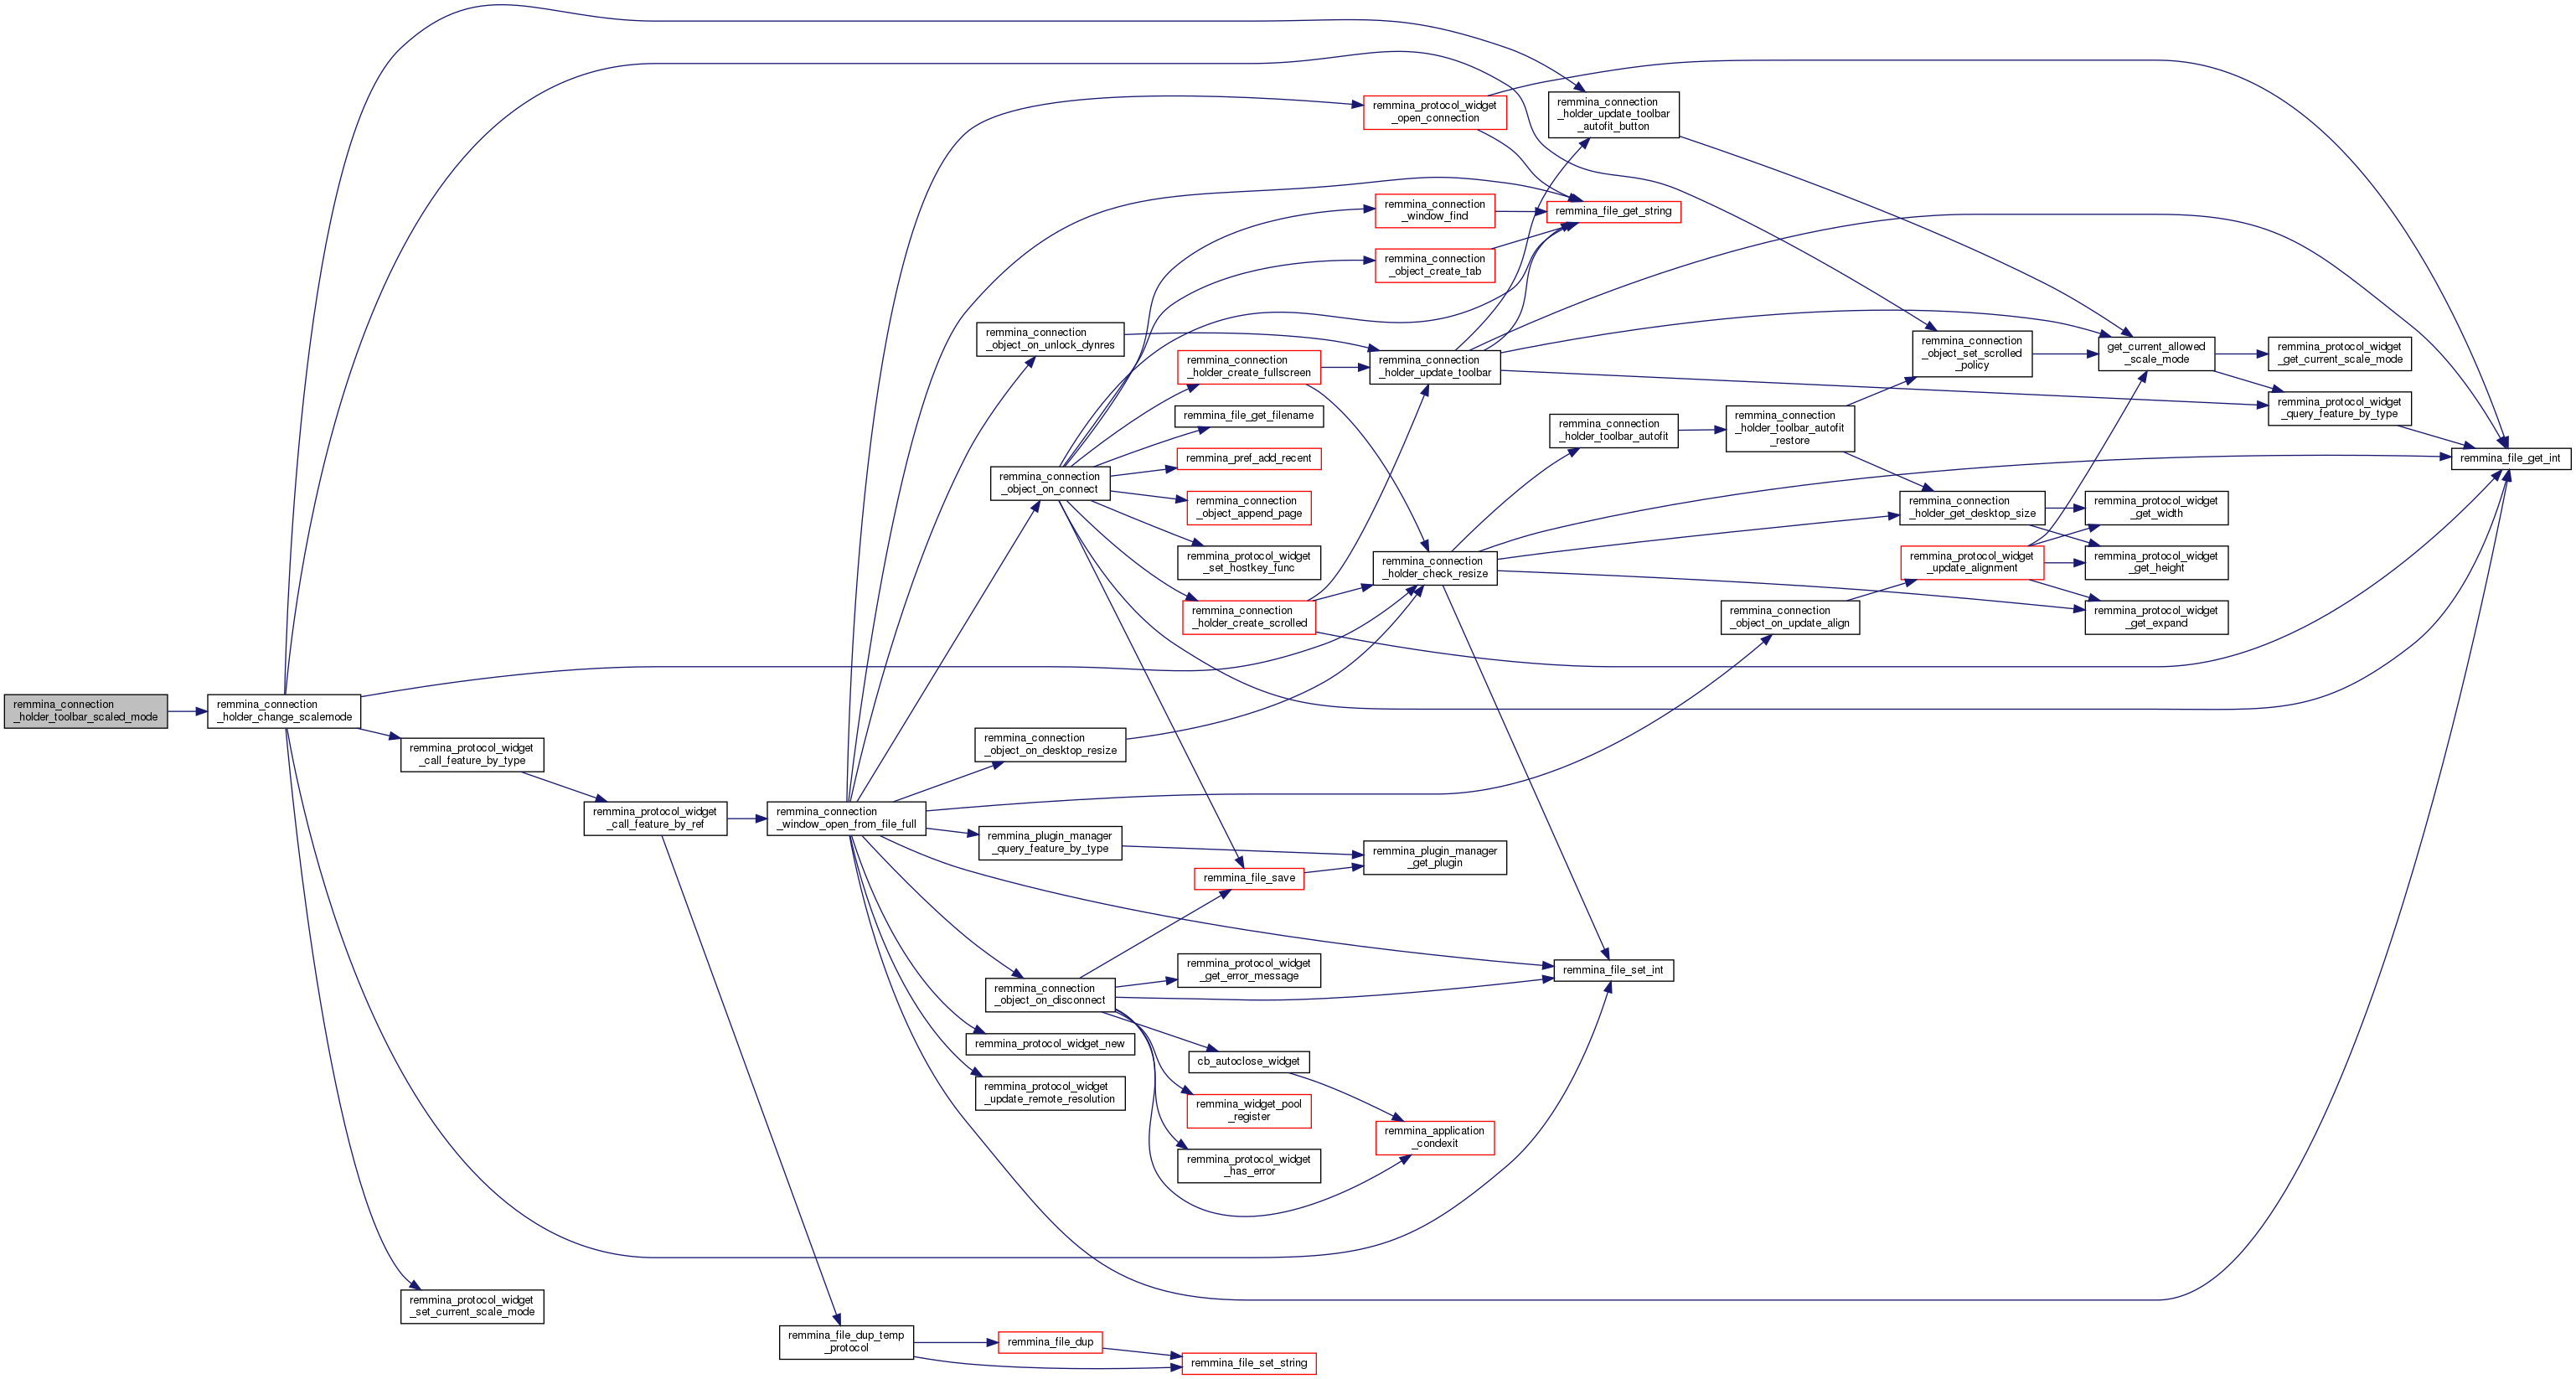 remmina_connection
_holder_toolbar_scaled_mode
remmina_connection
_holder_change_scalemode
remmina_protocol_widget
_call_feature_by_type
remmina_protocol_widget
_set_current_scale_mode
remmina_protocol_widget
_call_feature_by_ref
remmina_connection
_window_open_from_file_full
remmina_file_dup_temp
_protocol
remmina_connection
_object_on_unlock_dynres
remmina_connection
_object_on_connect
remmina_connection
_object_on_desktop_resize
remmina_plugin_manager
_query_feature_by_type
remmina_connection
_object_on_disconnect
remmina_protocol_widget_new
remmina_protocol_widget
_update_remote_resolution
remmina_file_dup
remmina_connection
_holder_create_fullscreen
remmina_file_get_filename
remmina_pref_add_recent
remmina_connection
_object_append_page
remmina_protocol_widget
_set_hostkey_func
remmina_connection
_holder_create_scrolled
remmina_file_save
remmina_protocol_widget
_get_error_message
cb_autoclose_widget
remmina_widget_pool
_register
remmina_protocol_widget
_has_error
remmina_file_set_string
remmina_protocol_widget
_open_connection
remmina_connection
_window_find
remmina_connection
_object_create_tab
remmina_connection
_holder_update_toolbar
remmina_connection
_holder_check_resize
remmina_plugin_manager
_get_plugin
remmina_application
_condexit
remmina_connection
_holder_update_toolbar
_autofit_button
remmina_file_get_string
remmina_connection
_holder_toolbar_autofit
remmina_file_set_int
remmina_connection
_holder_toolbar_autofit
_restore
remmina_connection
_object_on_update_align
remmina_connection
_object_set_scrolled
_policy
remmina_connection
_holder_get_desktop_size
remmina_protocol_widget
_update_alignment
get_current_allowed
_scale_mode
remmina_protocol_widget
_get_width
remmina_protocol_widget
_get_height
remmina_protocol_widget
_get_expand
remmina_protocol_widget
_get_current_scale_mode
remmina_protocol_widget
_query_feature_by_type
remmina_file_get_int